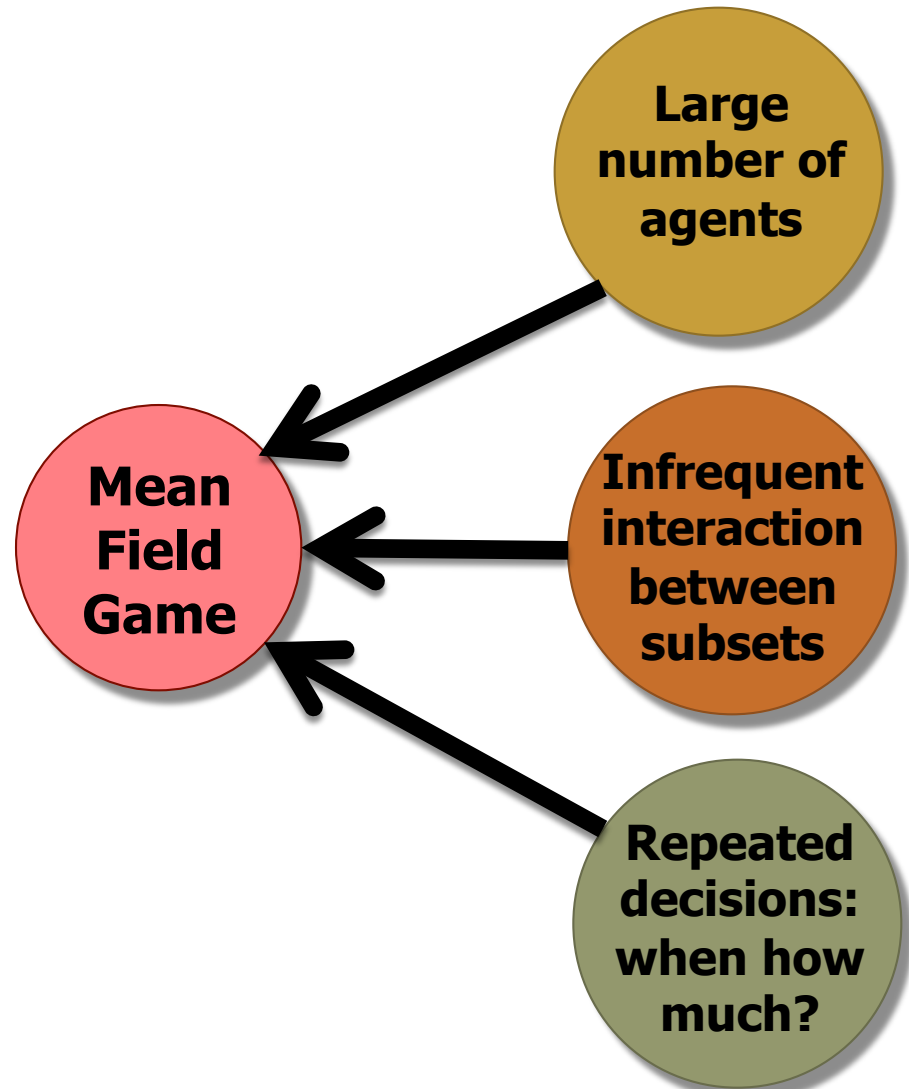 Large
number of
agents
Mean
Field
Game
Infrequent
interaction
between
subsets
Repeated
decisions:
when how
much?